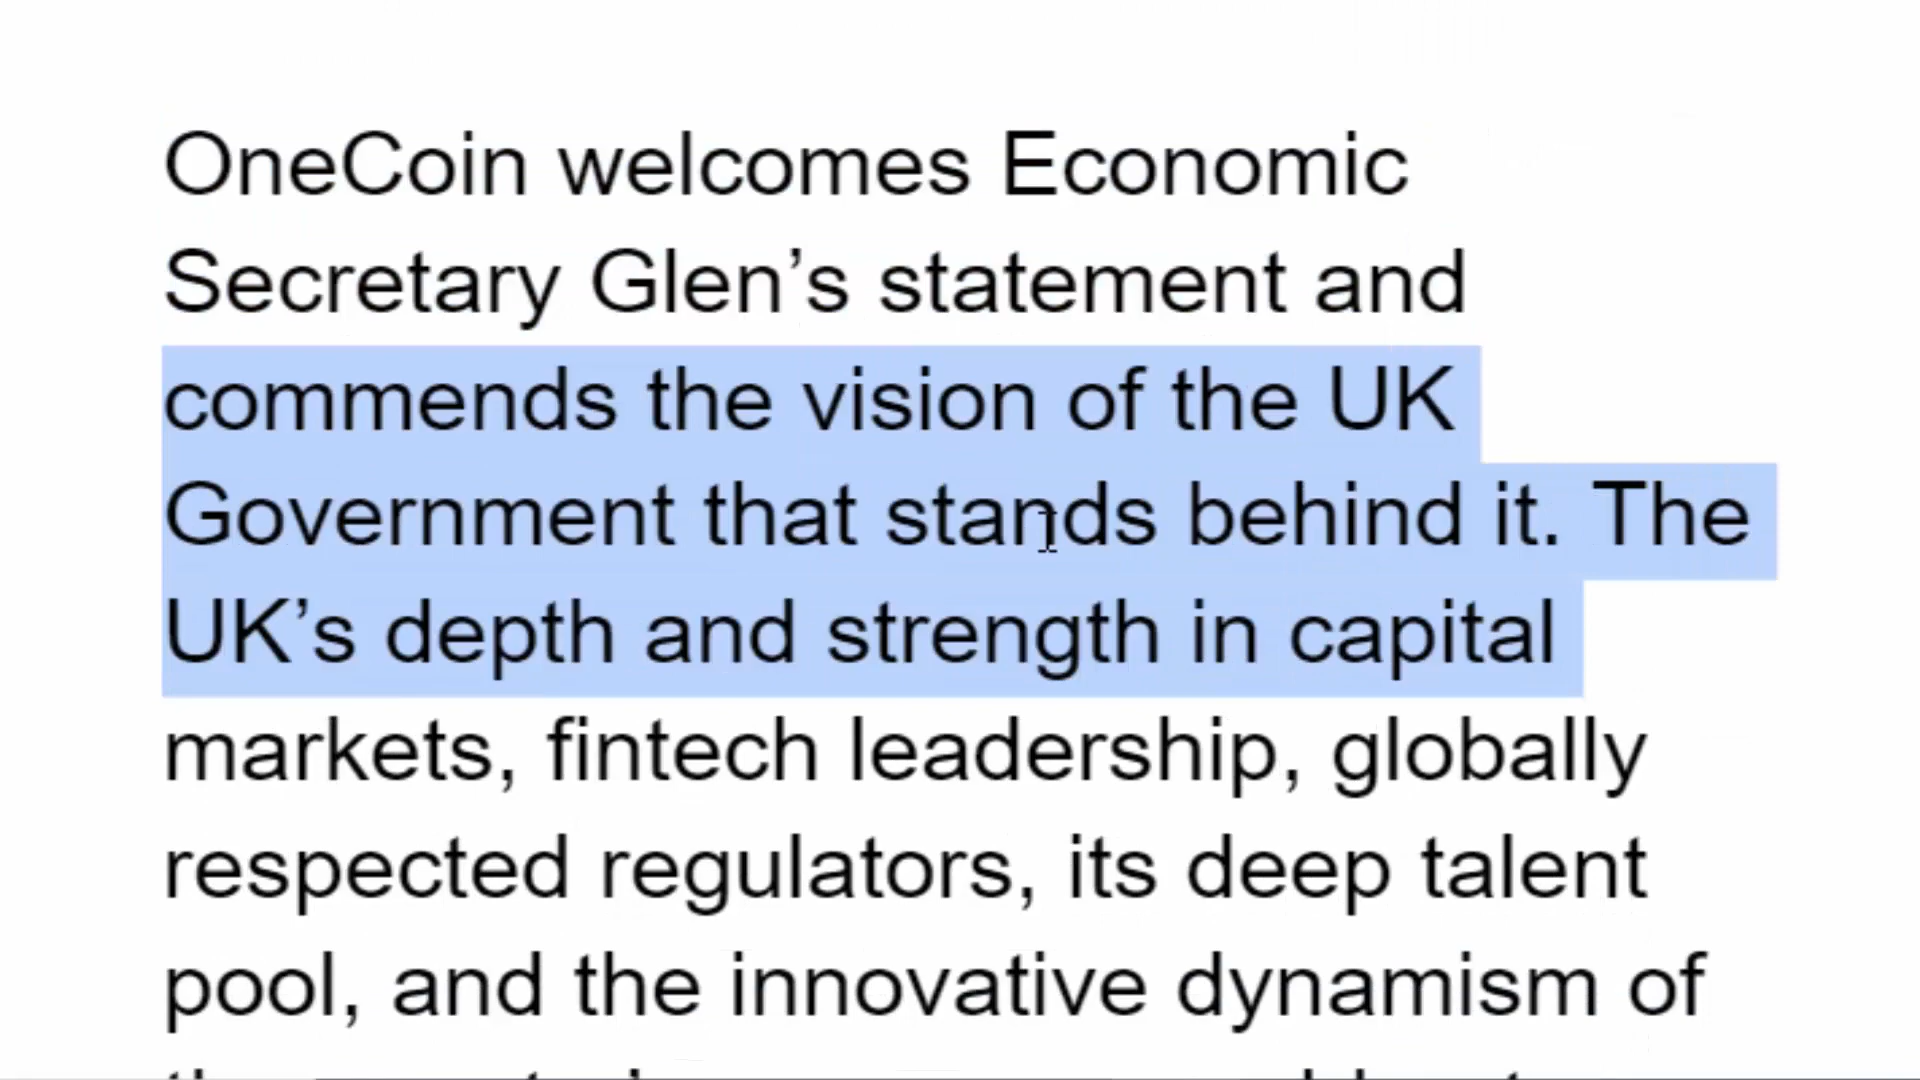 OneCoin welcomes Economic
Secretary Glen’s statement and
commends the vision of the UK
Government that stands behind it. The
UK’s depth and strength in capital
markets, fintech leadership, globally
respected regulators, its deep talent
pool, and the innovative dynamism of